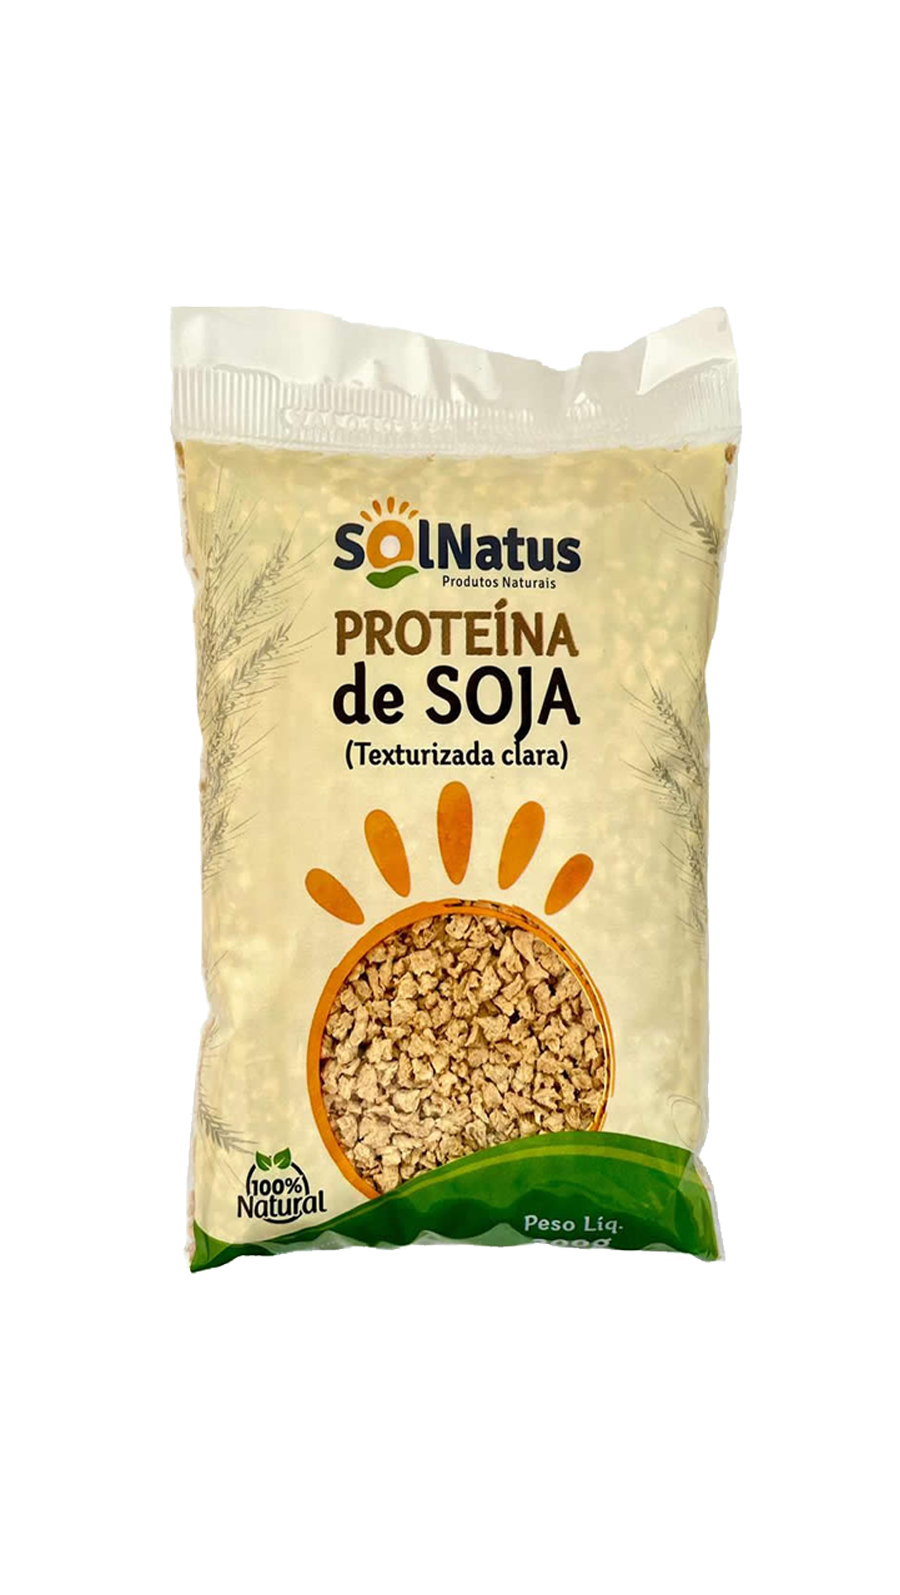 SolNatus
Produtos Naturais
PROTEÍNA
de SOJA
(Texturizada clara)
100%
Natural
Peso Líq.